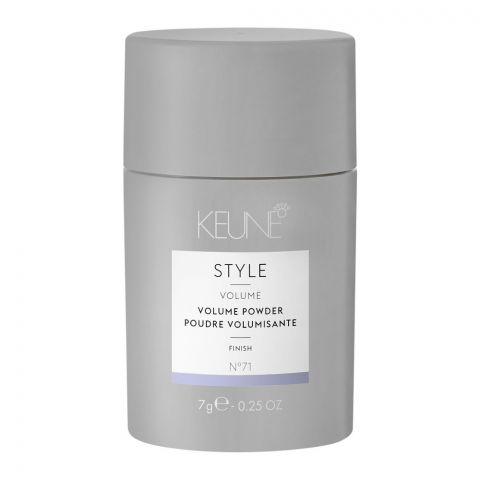 KEUNE
STYLE
VOLUME
VOLUME POWDER
POUDRE VOLUMISANTE
FINISH
N°71
7g℮ - 0.25 OZ